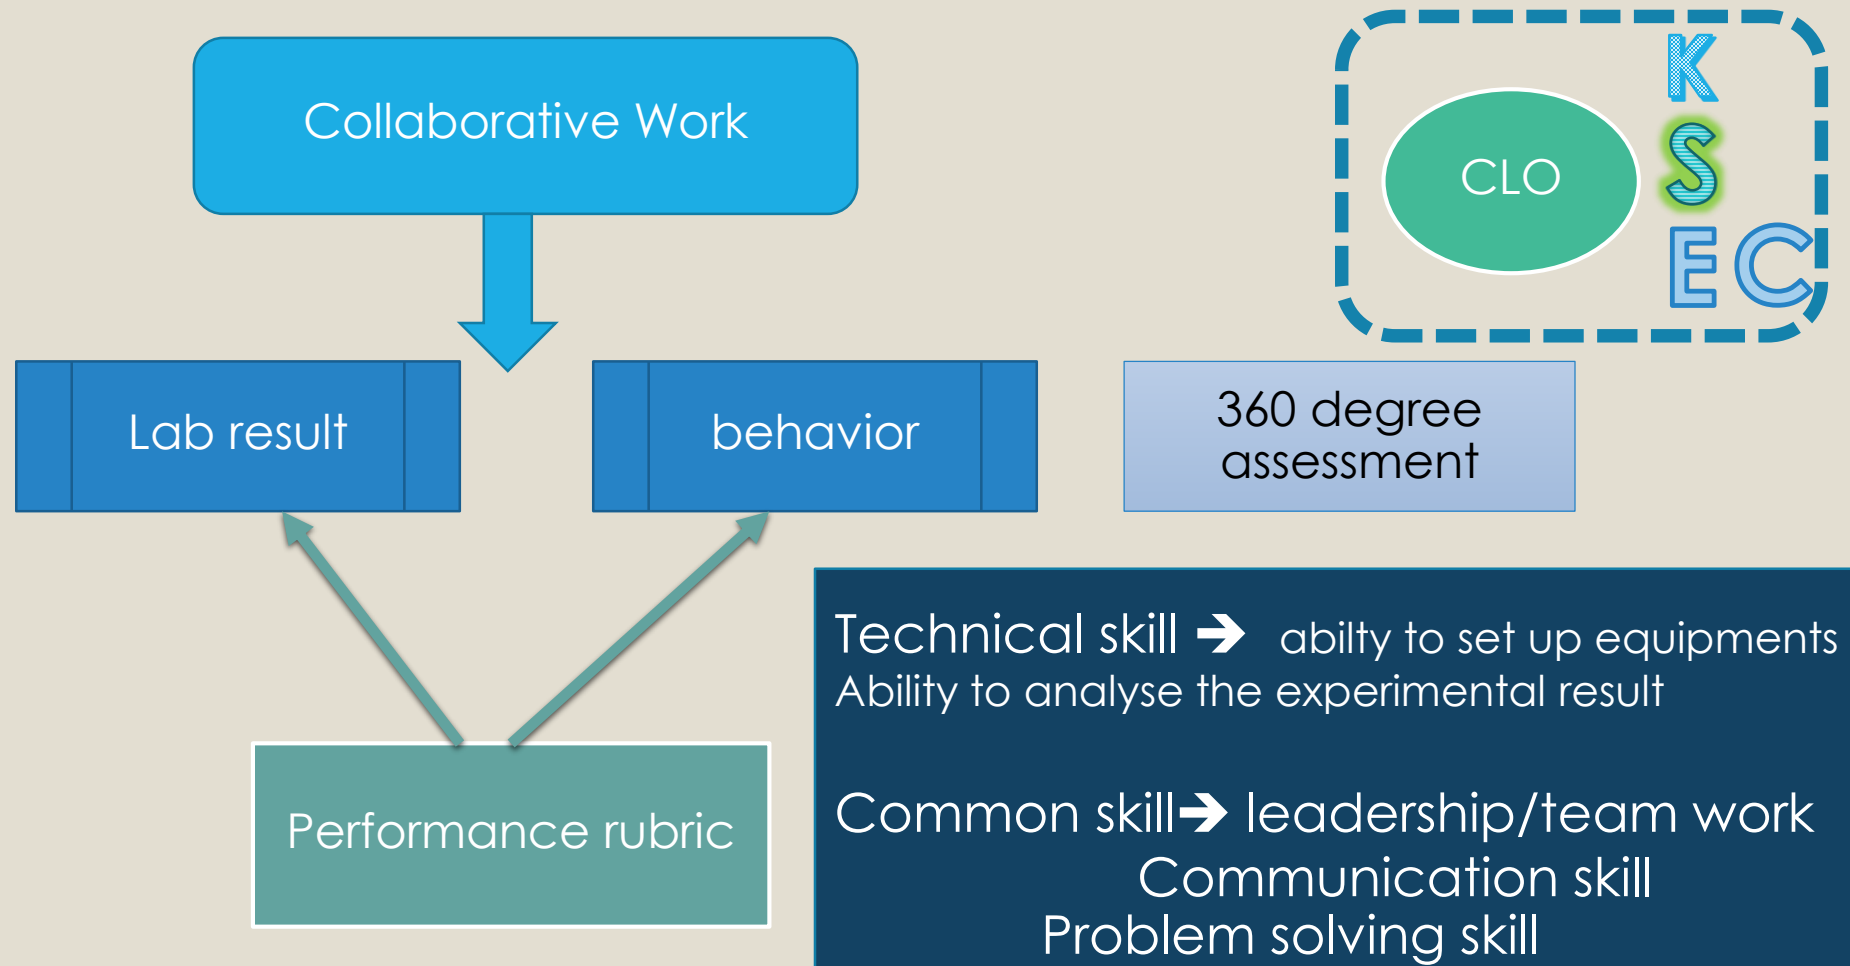 Collaborative Work
CLO
K
S
EC
Lab result
behavior
360 degree
assessment
Performance rubric
Technical skill ➔ abilty to set up equipments
Ability to analyse the experimental result
Common skill➔ leadership/team work
Communication skill
Problem solving skill